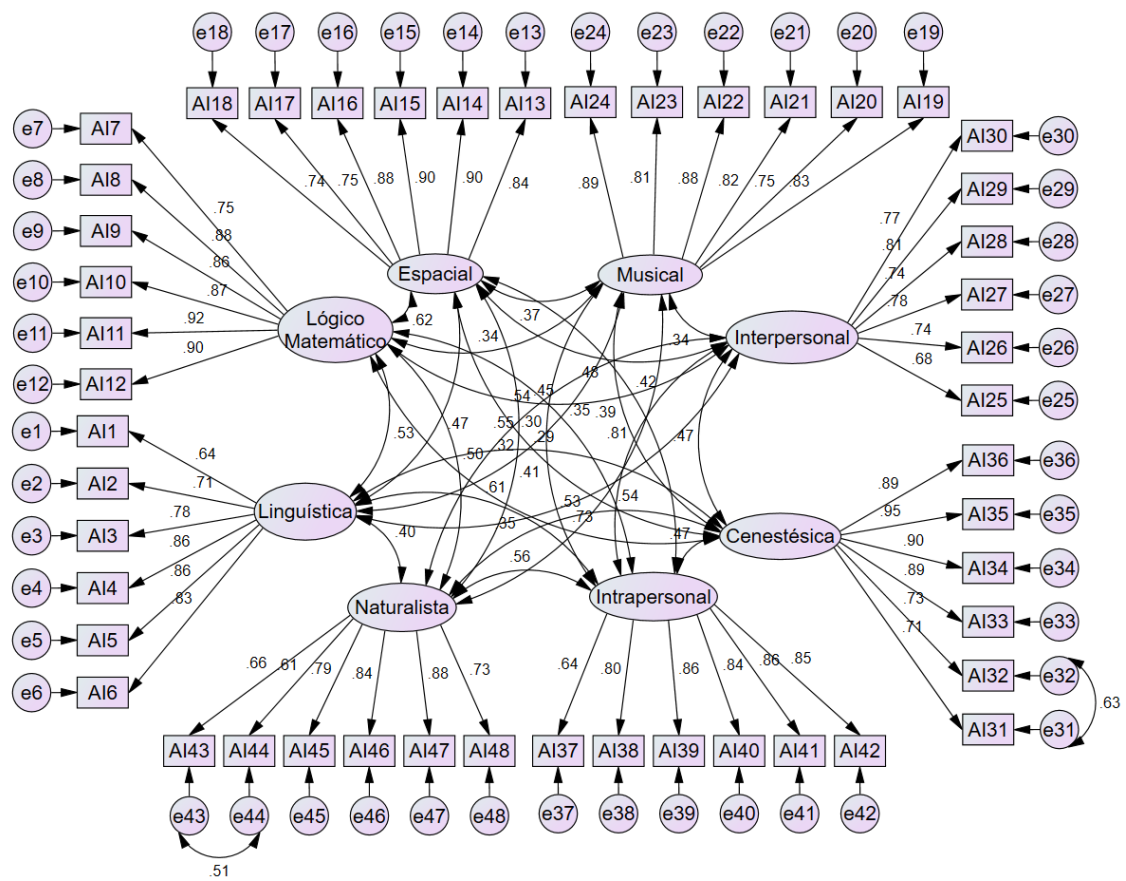 e18 e17 e16 e15 e14 e13 e24 e23 e22 e21 e20 e19
AI18 AI17 AI16 AI15 AI14 AI13 AI24 AI23 AI22 AI21 AI20 AI19
.74 .75 .88 .90 .90 .84 .89 .81 .88 .82 .75 .83
e7 AI7
e8 AI8
e9 AI9
e10 AI10
e11 AI11
e12 AI12
.75
.88
.86
.87
.92
.90
Espacial
Musical
Lógico
Matemático
Interpersonal
AI30 e30
AI29 e29
AI28 e28
AI27 e27
AI26 e26
AI25 e25
.77
.81
.74
.78
.74
.68
.62 .34 .37 .34
.54 .45 .48 .42
.55 .30 .35 .39
.53 .47 .32 .29 .81 .47
.50 .41
.61 .53 .54
.40 .35 .73 .47
.56
e1 AI1
e2 AI2
e3 AI3
e4 AI4
e5 AI5
e6 AI6
.64
.71
.78
.86
.86
.83
Linguística
Cenestésica
Naturalista
Intrapersonal
AI36 e36
AI35 e35
AI34 e34
AI33 e33
AI32 e32
AI31 e31
.89
.95
.90
.89
.73
.71
.63
.66 .61 .79 .84 .88 .73 .64 .80 .86 .84 .86 .85
AI43 AI44 AI45 AI46 AI47 AI48 AI37 AI38 AI39 AI40 AI41 AI42
e43 e44 e45 e46 e47 e48 e37 e38 e39 e40 e41 e42
.51